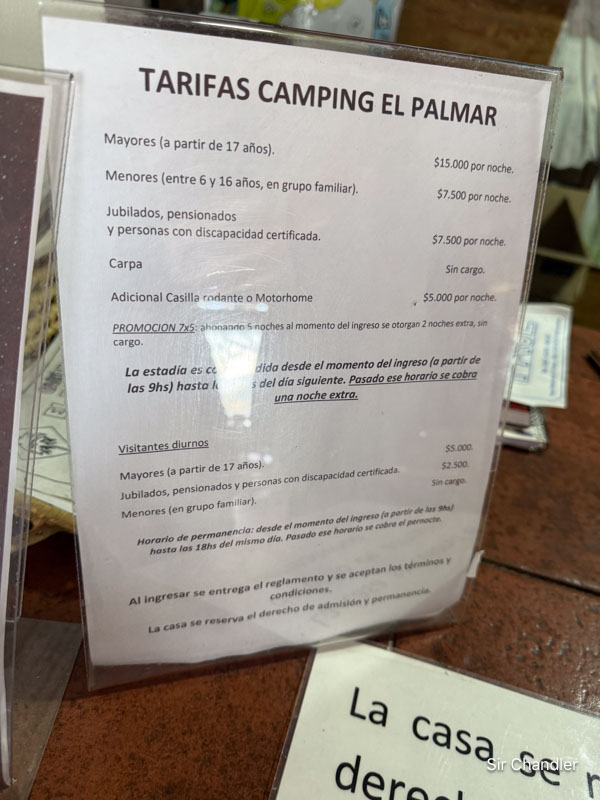 TARIFAS CAMPING EL PALMAR
Mayores (a partir de 17 años).
$15.000 por noche.
Menores (entre 6 y 16 años, en grupo familiar).
$7.500 por noche.
Jubilados, pensionados
y personas con discapacidad certificada.
$7.500 por noche.
Carpa
Sin cargo.
Adicional Casilla rodante o Motorhome
$5.000 por noche.
PROMOCION 7x5: abonando 5 noches al momento del ingreso se otorgan 2 noches extra, sin
cargo.
La estadía es dida desde el momento del ingreso (a partir de
las 9hs) hasta del día siguiente. Pasado ese horario se cobra
una noche extra.
Visitantes diurnos
Mayores (a partir de 17 años).
$5.000.
Jubilados, pensionados y personas con discapacidad certificada.
$2.500.
Menores (en grupo familiar).
Sin cargo.
Horario de permanencia: desde el momento del ingreso (a partir de las 9hs)
hasta las 18hs del mismo día. Pasado ese horario se cobra el pernocte.
Al ingresar se entrega el reglamento y se aceptan los términos y
condiciones.
La casa se reserva el derecho de admisión y permanencia.
La casa se r
derec
Sir Chandler